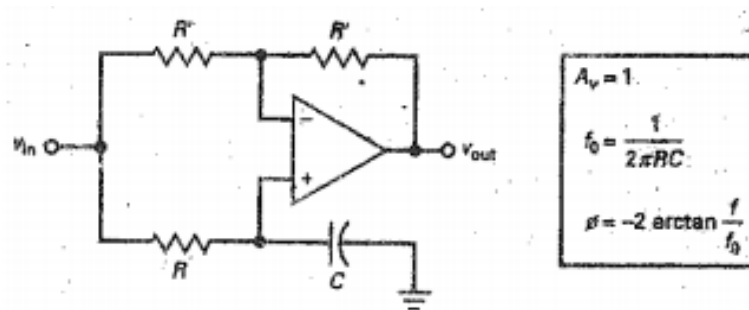 R' R'
v_in v_out
−
+
R C
A_v = 1
f_0 = 1 / 2πRC
ø = −2 arctan f / f_0